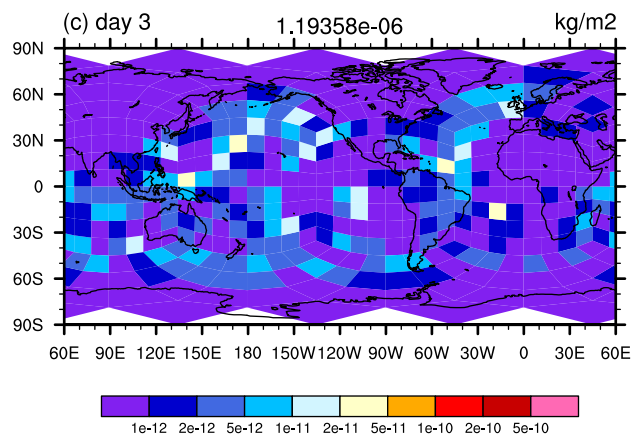 (c) day 3 1.19358e-06 kg/m2
90N
60N
30N
0
30S
60S
90S
60E 90E 120E 150E 180 150W 120W 90W 60W 30W 0 30E 60E
1e-12 2e-12 5e-12 1e-11 2e-11 5e-11 1e-10 2e-10 5e-10